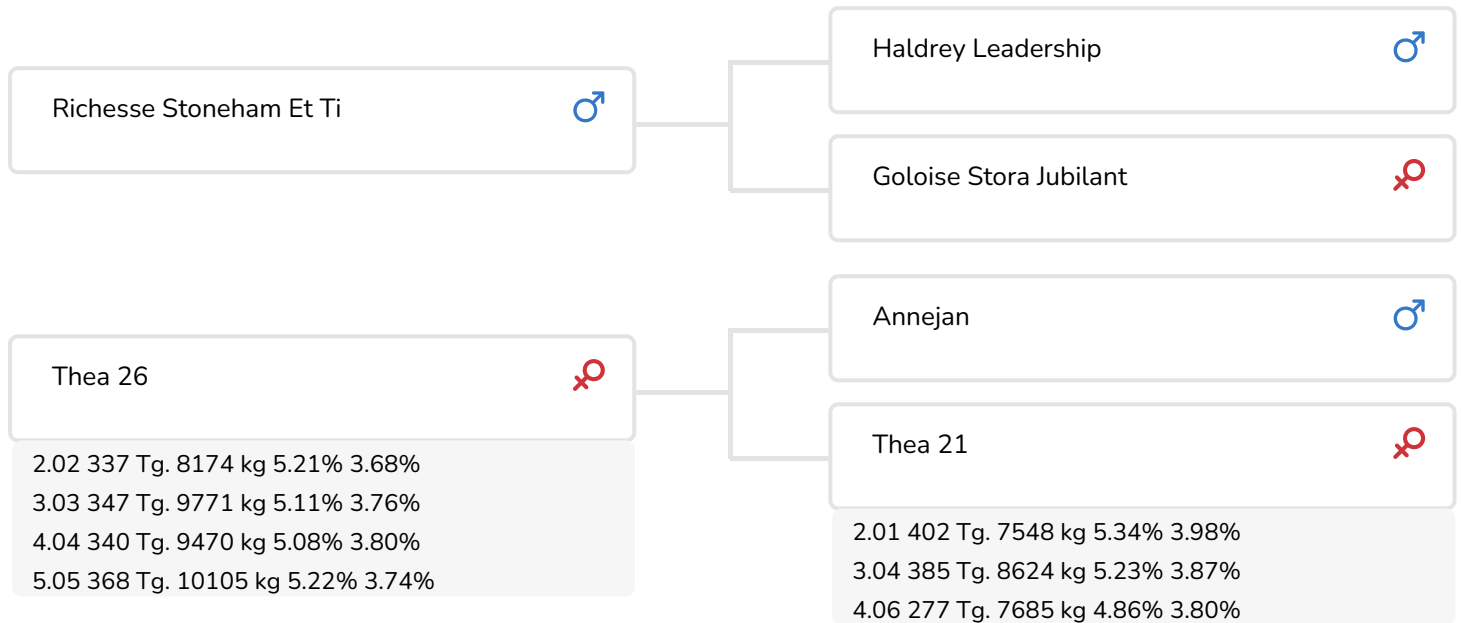 Haldrey Leadership
Richesse Stoneham Et Ti
Goloise Stora Jubilant
Annejan
Thea 26
Thea 21
2.02 337 Tg. 8174 kg 5.21% 3.68%
3.03 347 Tg. 9771 kg 5.11% 3.76%
4.04 340 Tg. 9470 kg 5.08% 3.80%
5.05 368 Tg. 10105 kg 5.22% 3.74%
2.01 402 Tg. 7548 kg 5.34% 3.98%
3.04 385 Tg. 8624 kg 5.23% 3.87%
4.06 277 Tg. 7685 kg 4.86% 3.80%